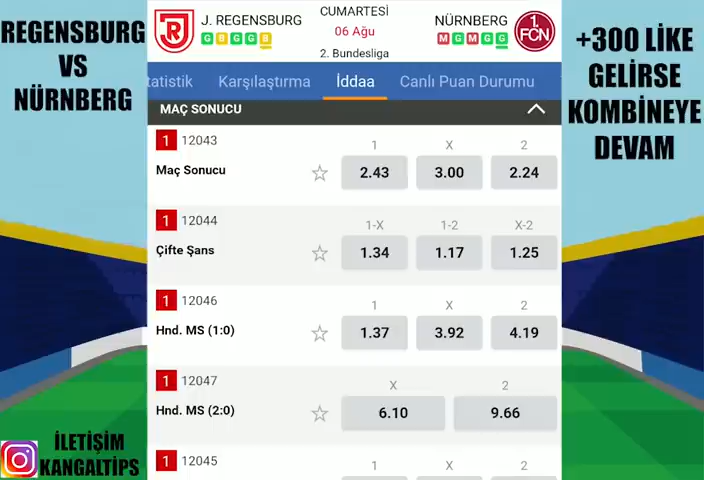 REGENSBURG
VS
NÜRNBERG
J. REGENSBURG
G B G G B
CUMARTESİ
06 Ağu
2. Bundesliga
NÜRNBERG
M G M G G
1.
FCN
+300 LİKE
GELİRSE
KOMBİNEYE
DEVAM
tatistik
Karşılaştırma
İddaa
Canlı Puan Durumu
MAÇ SONUCU
1 12043
Maç Sonucu
1 X 2
2.43 3.00 2.24
1 12044
Çifte Şans
1-X 1-2 X-2
1.34 1.17 1.25
1 12046
Hnd. MS (1:0)
1 X 2
1.37 3.92 4.19
1 12047
Hnd. MS (2:0)
X 2
6.10 9.66
1 12045
1 X 2
İLETİŞİM
KANGALTIPS